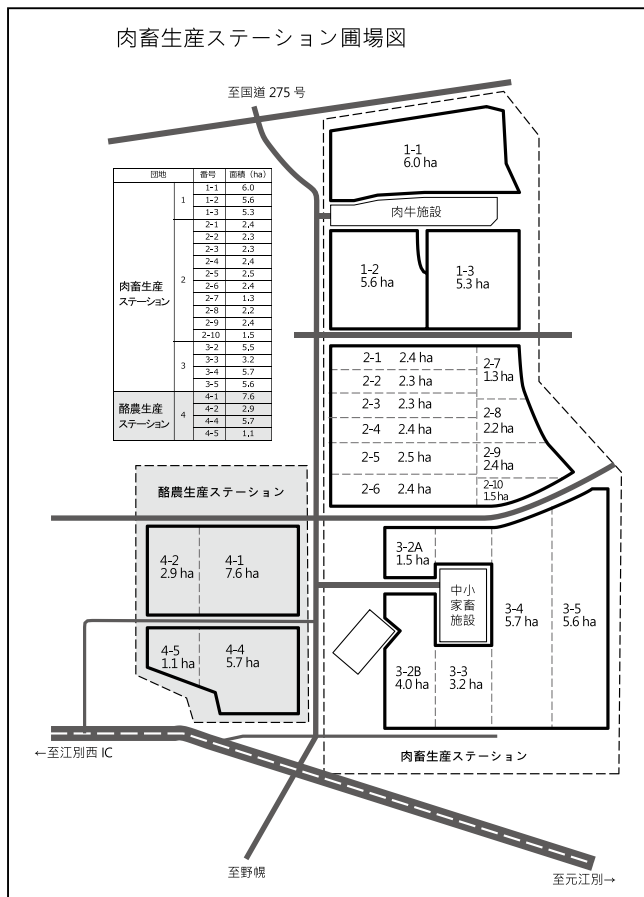 肉畜生産ステーション圃場図
至国道 275 号
団地 番号 面積 (ha)
肉畜生産ステーション 1 1-1 6.0
1-2 5.6
1-3 5.3
2 2-1 2.4
2-2 2.3
2-3 2.3
2-4 2.4
2-5 2.5
2-6 2.4
2-7 1.3
2-8 2.2
2-9 2.4
2-10 1.5
3 3-2 5.5
3-3 3.2
3-4 5.7
3-5 5.6
酪農生産ステーション 4 4-1 7.6
4-2 2.9
4-4 5.7
4-5 1.1
1-1
6.0 ha
肉牛施設
1-2
5.6 ha
1-3
5.3 ha
2-1 2.4 ha
2-2 2.3 ha
2-3 2.3 ha
2-4 2.4 ha
2-5 2.5 ha
2-6 2.4 ha
2-7
1.3 ha
2-8
2.2 ha
2-9
2.4 ha
2-10
1.5 ha
酪農生産ステーション
4-2
2.9 ha
4-1
7.6 ha
4-5
1.1 ha
4-4
5.7 ha
3-2A
1.5 ha
中小
家畜
施設
3-4
5.7 ha
3-5
5.6 ha
3-2B
4.0 ha
3-3
3.2 ha
肉畜生産ステーション
←至江別西 IC
至野幌
至元江別→